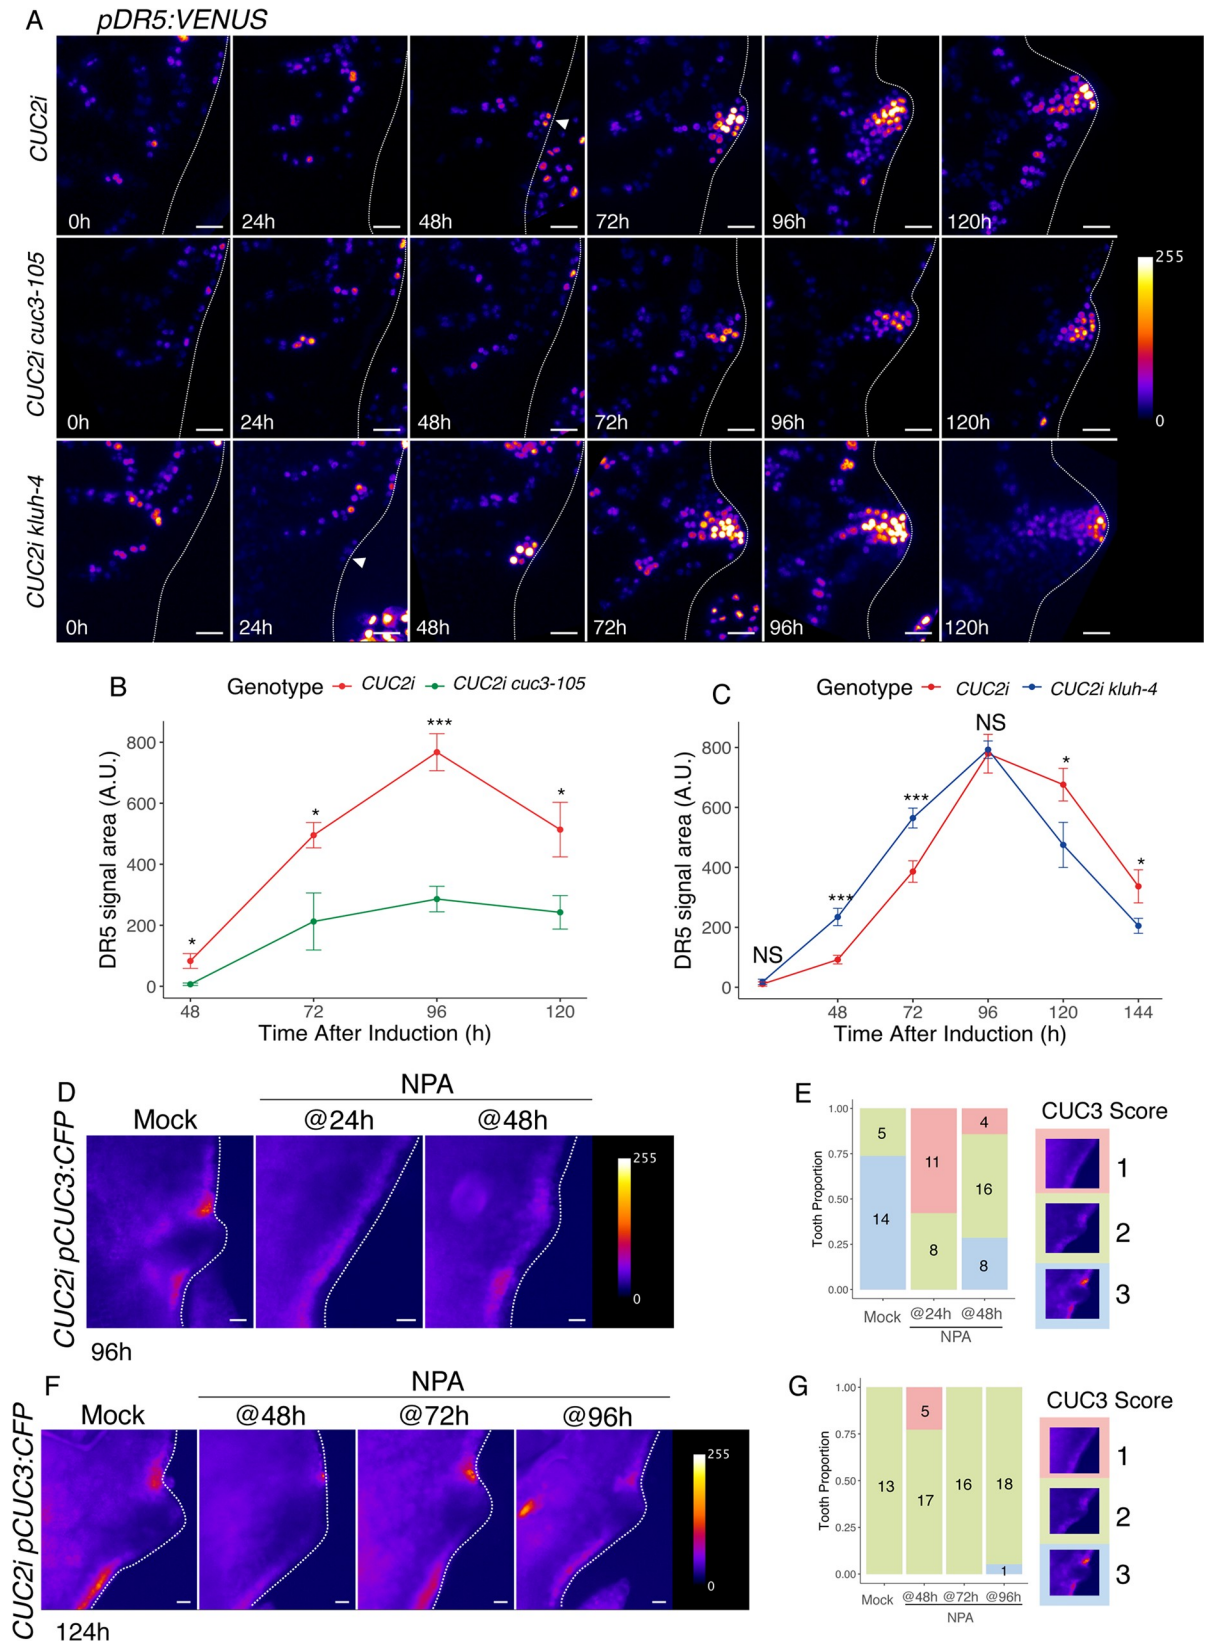 A
pDR5:VENUS
CUC2i
0h
24h
48h
72h
96h
120h
CUC2i cuc3-105
0h
24h
48h
72h
96h
120h
255
0
CUC2i kluh-4
0h
24h
48h
72h
96h
120h
B
Genotype CUC2i CUC2i cuc3-105
DR5 signal area (A.U.)
800
600
400
200
0
*
*
***
*
48 72 96 120
Time After Induction (h)
C
Genotype CUC2i CUC2i kluh-4
DR5 signal area (A.U.)
800
600
400
200
0
NS
***
***
NS
*
*
48 72 96 120 144
Time After Induction (h)
D
NPA
Mock @24h @48h
CUC2i pCUC3:CFP
255
0
96h
E
Tooth Proportion
1.00
0.75
0.50
0.25
0.00
5
14
11
8
4
16
8
Mock @24h @48h
NPA
CUC3 Score
1
2
3
F
NPA
Mock @48h @72h @96h
CUC2i pCUC3:CFP
255
0
124h
G
Tooth Proportion
1.00
0.75
0.50
0.25
0.00
13
5
17
16
18
1
Mock @48h @72h @96h
NPA
CUC3 Score
1
2
3